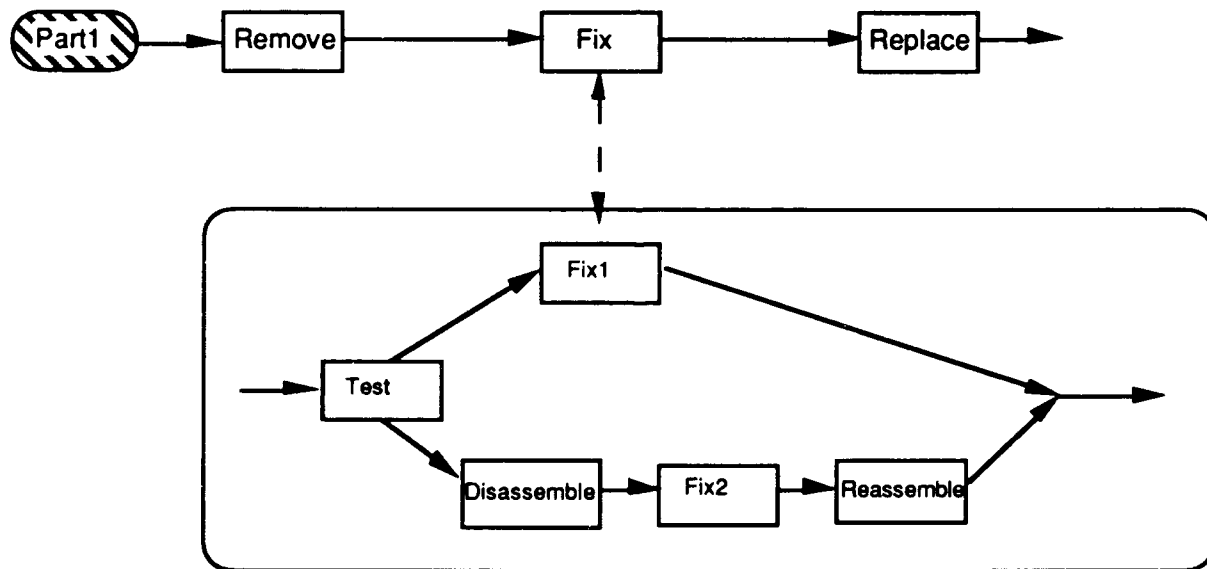 Part1
Remove
Fix
Replace
Fix1
Test
Disassemble
Fix2
Reassemble